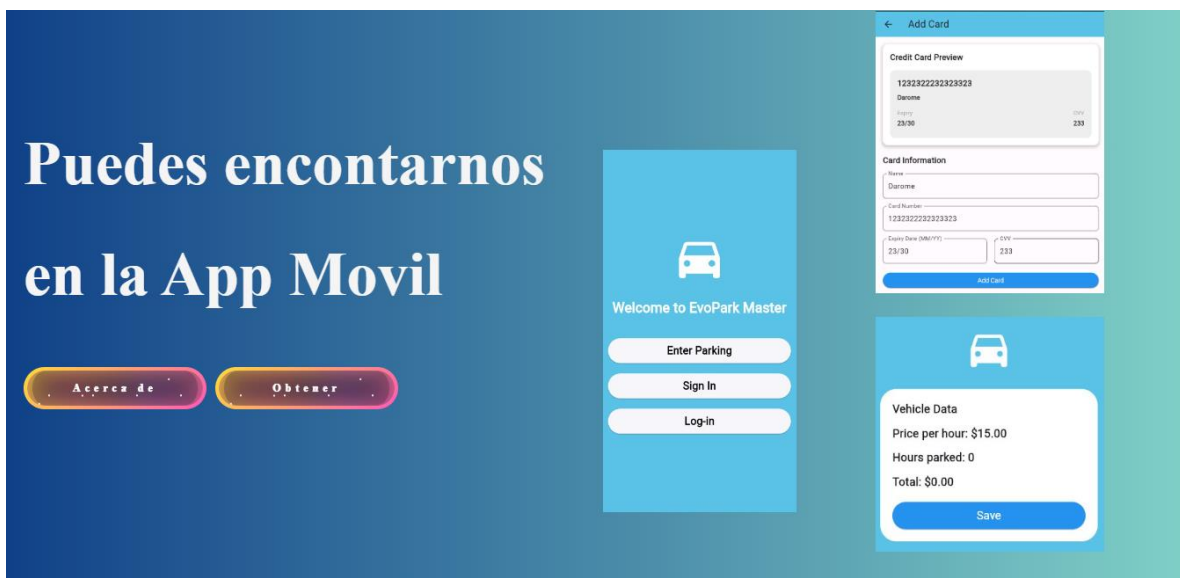 Puedes encontarnos
en la App Movil
Acerca de
Obtener
Welcome to EvoPark Master
Enter Parking
Sign In
Log-in
Add Card
Credit Card Preview
1232322232323323
Darome
Expiry
CVV
23/30
233
Card Information
Name
Darome
Card Number
1232322232323323
Expiry Date (MM/YY)
CVV
23/30
233
Add Card
Vehicle Data
Price per hour: $15.00
Hours parked: 0
Total: $0.00
Save